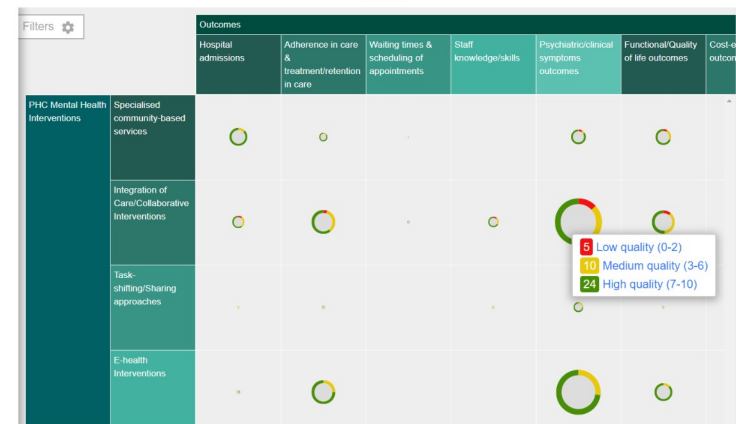 Filters
Outcomes
Hospital
admissions
Adherence in care
&
treatment/retention
in care
Waiting times &
scheduling of
appointments
Staff
knowledge/skills
Psychiatric/clinical
symptoms
outcomes
Functional/Quality
of life outcomes
Cost-e
outcon
PHC Mental Health
Interventions
Specialised
community-based
services
Integration of
Care/Collaborative
Interventions
5 Low quality (0-2)
10 Medium quality (3-6)
24 High quality (7-10)
Task-
shifting/Sharing
approaches
E-health
Interventions